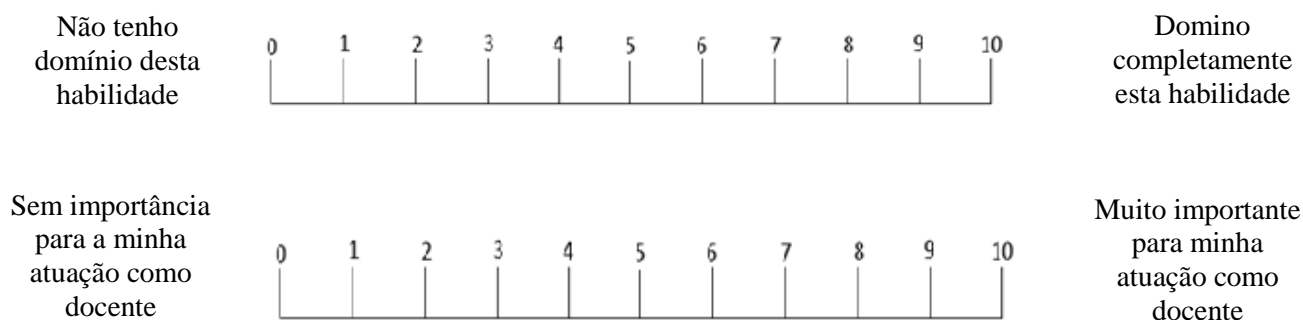 Não tenho
domínio desta
habilidade
0 1 2 3 4 5 6 7 8 9 10
Domino
completamente
esta habilidade
Sem importância
para a minha
atuação como
docente
0 1 2 3 4 5 6 7 8 9 10
Muito importante
para minha
atuação como
docente